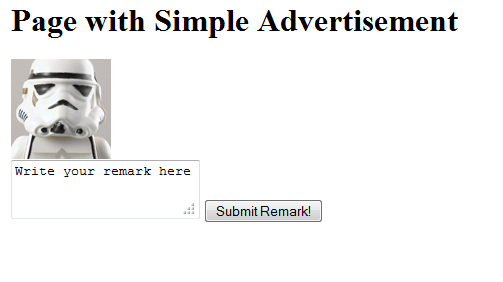 Page with Simple Advertisement
Write your remark here
Submit Remark!